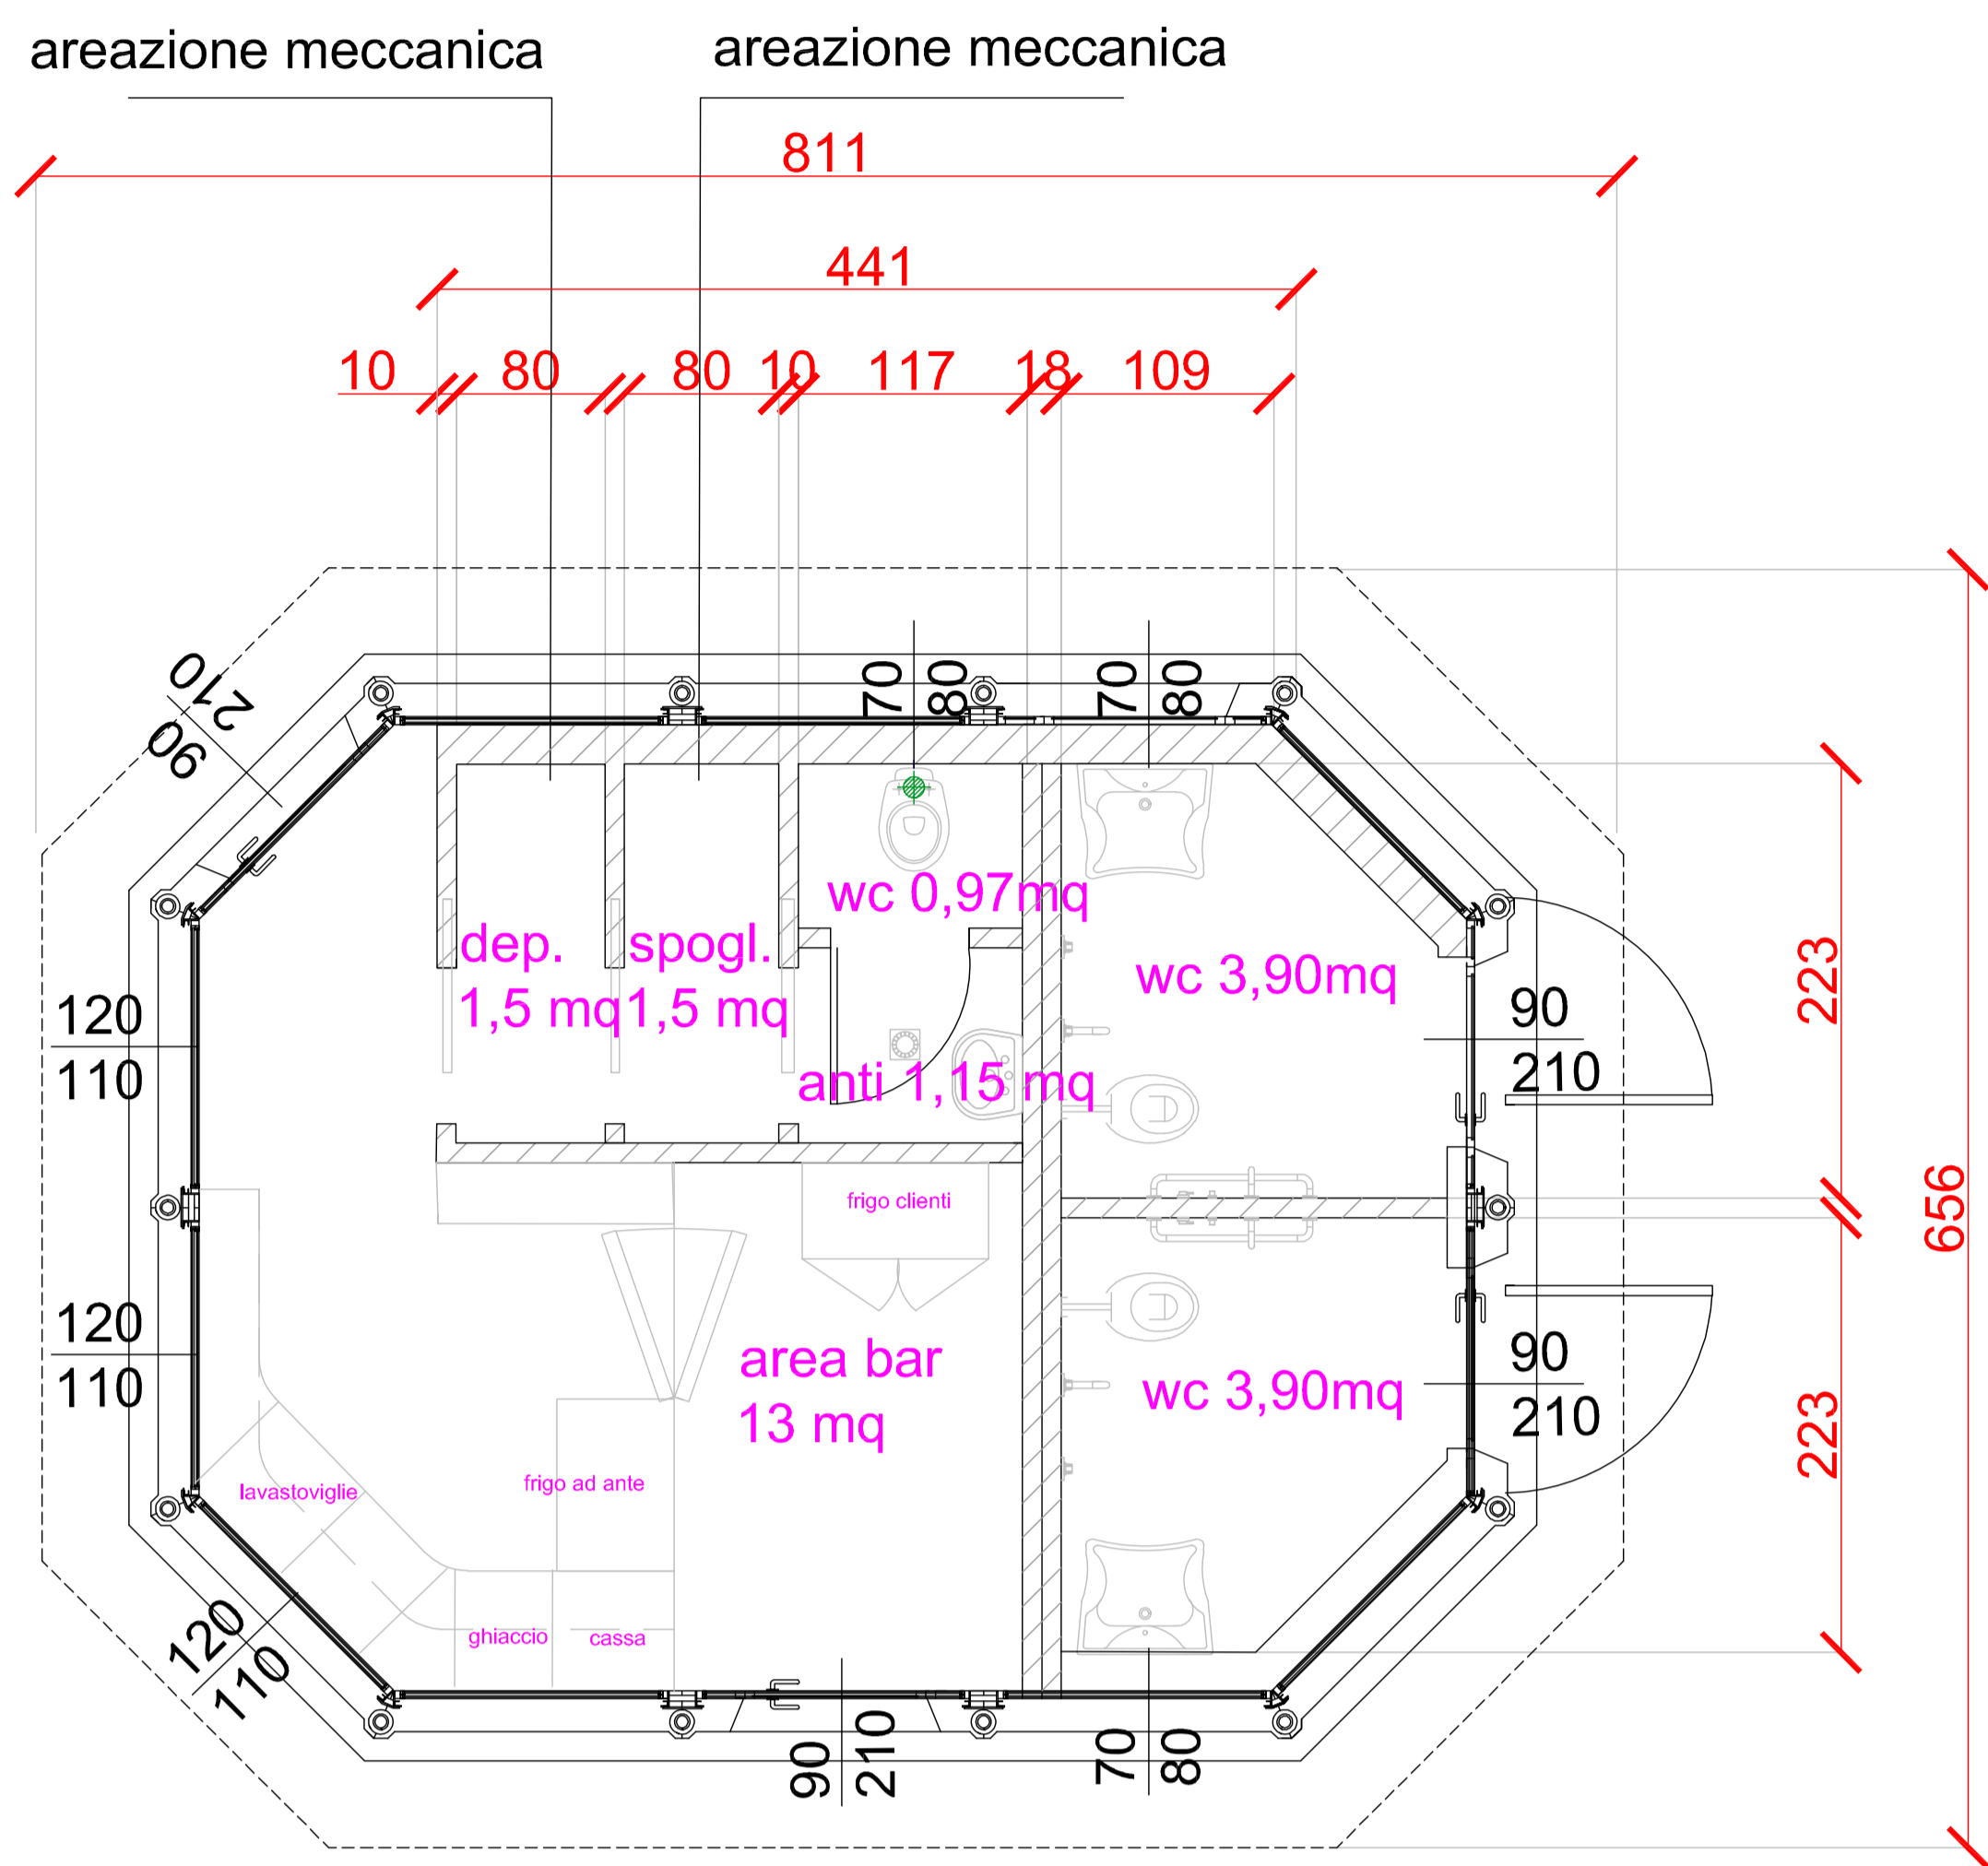 areazione meccanica
areazione meccanica
811
441
10
80
80
10
117
18
109
70
80
70
80
210
90
wc 0,97mq
dep.
1,5 mq
spogl.
1,5 mq
wc 3,90mq
223
120
110
90
210
anti 1,15 mq
656
frigo clienti
120
110
area bar
13 mq
90
210
wc 3,90mq
223
lavastoviglie
frigo ad ante
120
110
ghiaccio
cassa
90
210
70
80